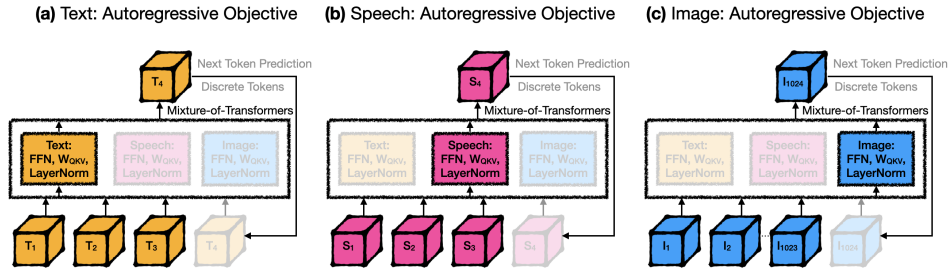 (a) Text: Autoregressive Objective
T4
Next Token Prediction
Discrete Tokens
Mixture-of-Transformers
Text:
FFN, WQKV,
LayerNorm
Speech:
FFN, WQKV,
LayerNorm
Image:
FFN, WQKV,
LayerNorm
T1
T2
T3
T4
(b) Speech: Autoregressive Objective
S4
Next Token Prediction
Discrete Tokens
Mixture-of-Transformers
Text:
FFN, WQKV,
LayerNorm
Speech:
FFN, WQKV,
LayerNorm
Image:
FFN, WQKV,
LayerNorm
S1
S2
S3
S4
(c) Image: Autoregressive Objective
I1024
Next Token Prediction
Discrete Tokens
Mixture-of-Transformers
Text:
FFN, WQKV,
LayerNorm
Speech:
FFN, WQKV,
LayerNorm
Image:
FFN, WQKV,
LayerNorm
I1
I2
I1023
I1024